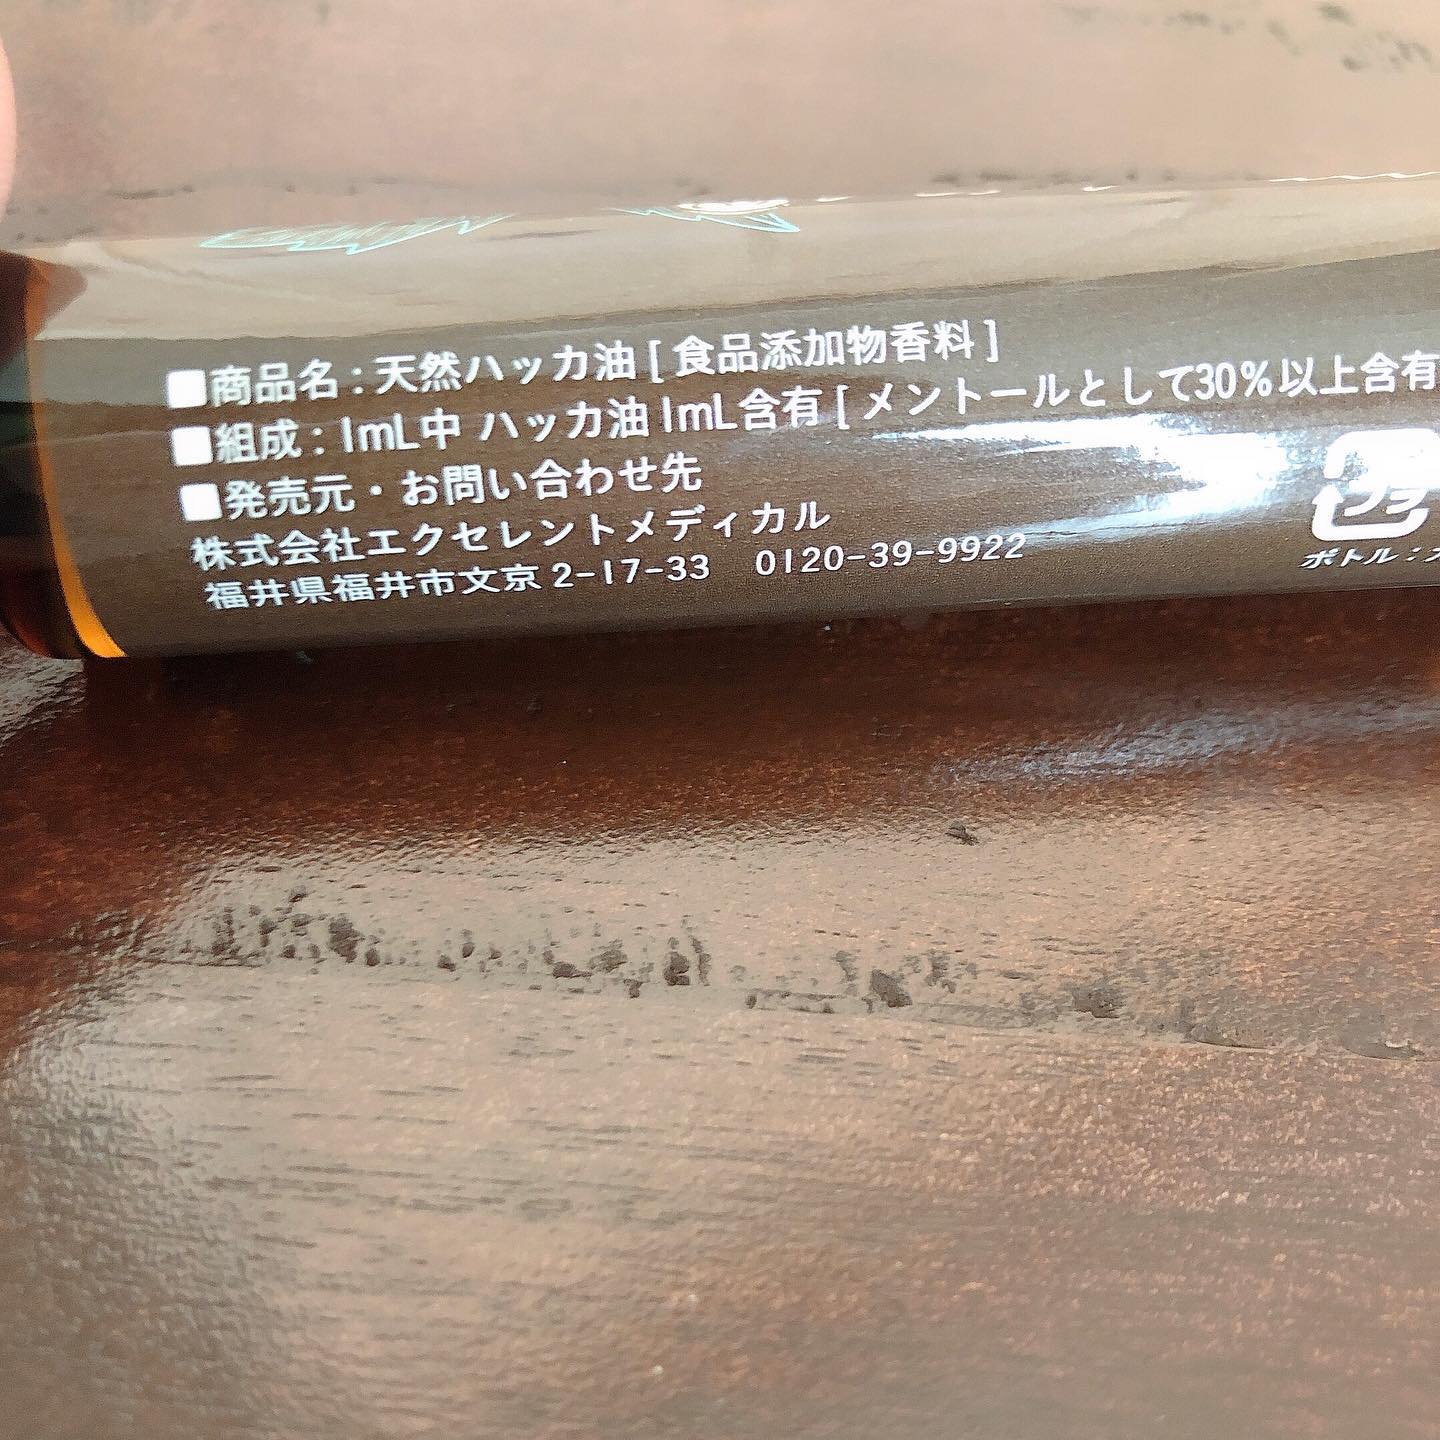 ■商品名：天然ハッカ油［食品添加物香料］
■組成：1mL中 ハッカ油1mL含有［メントールとして30％以上含有
■発売元・お問い合わせ先
株式会社エクセレントメディカル
福井県福井市文京2-17-33　0120-39-9922
プラ
ボトル：